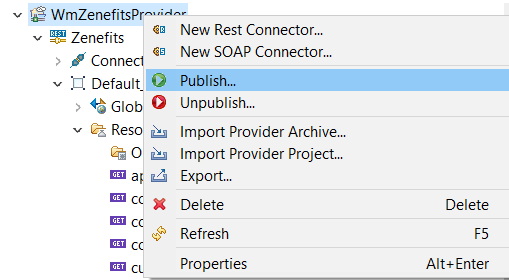 WmZenefitsProvider
Zenefits
Connect
Default_
Glob
Reso
O
GET ap
GET co
GET co
GET co
GET cu
New Rest Connector...
New SOAP Connector...
Publish...
Unpublish...
Import Provider Archive...
Import Provider Project...
Export...
Delete Delete
Refresh F5
Properties Alt+Enter